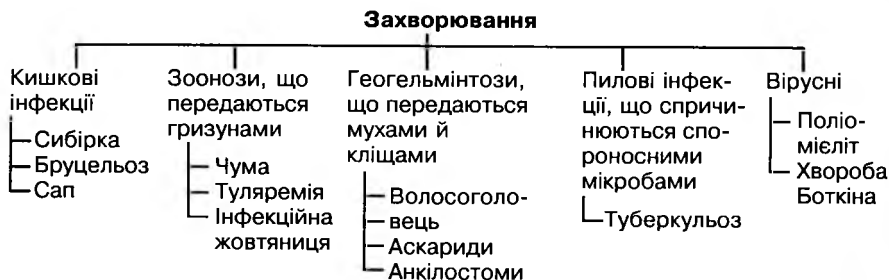 Захворювання
Кишкові
інфекції
Сибірка
Бруцельоз
Сап
Зоонози, що
передаються
гризунами
Чума
Туляремія
Інфекційна
жовтяниця
Геогельмінтози,
що передаються
мухами й
кліщами
Волосоголо-
вець
Аскариди
Анкілостоми
Пилові інфек-
ції, що спричи-
нюються спо-
роносними
мікробами
Туберкульоз
Вірусні
Поліо-
мієліт
Хвороба
Боткіна